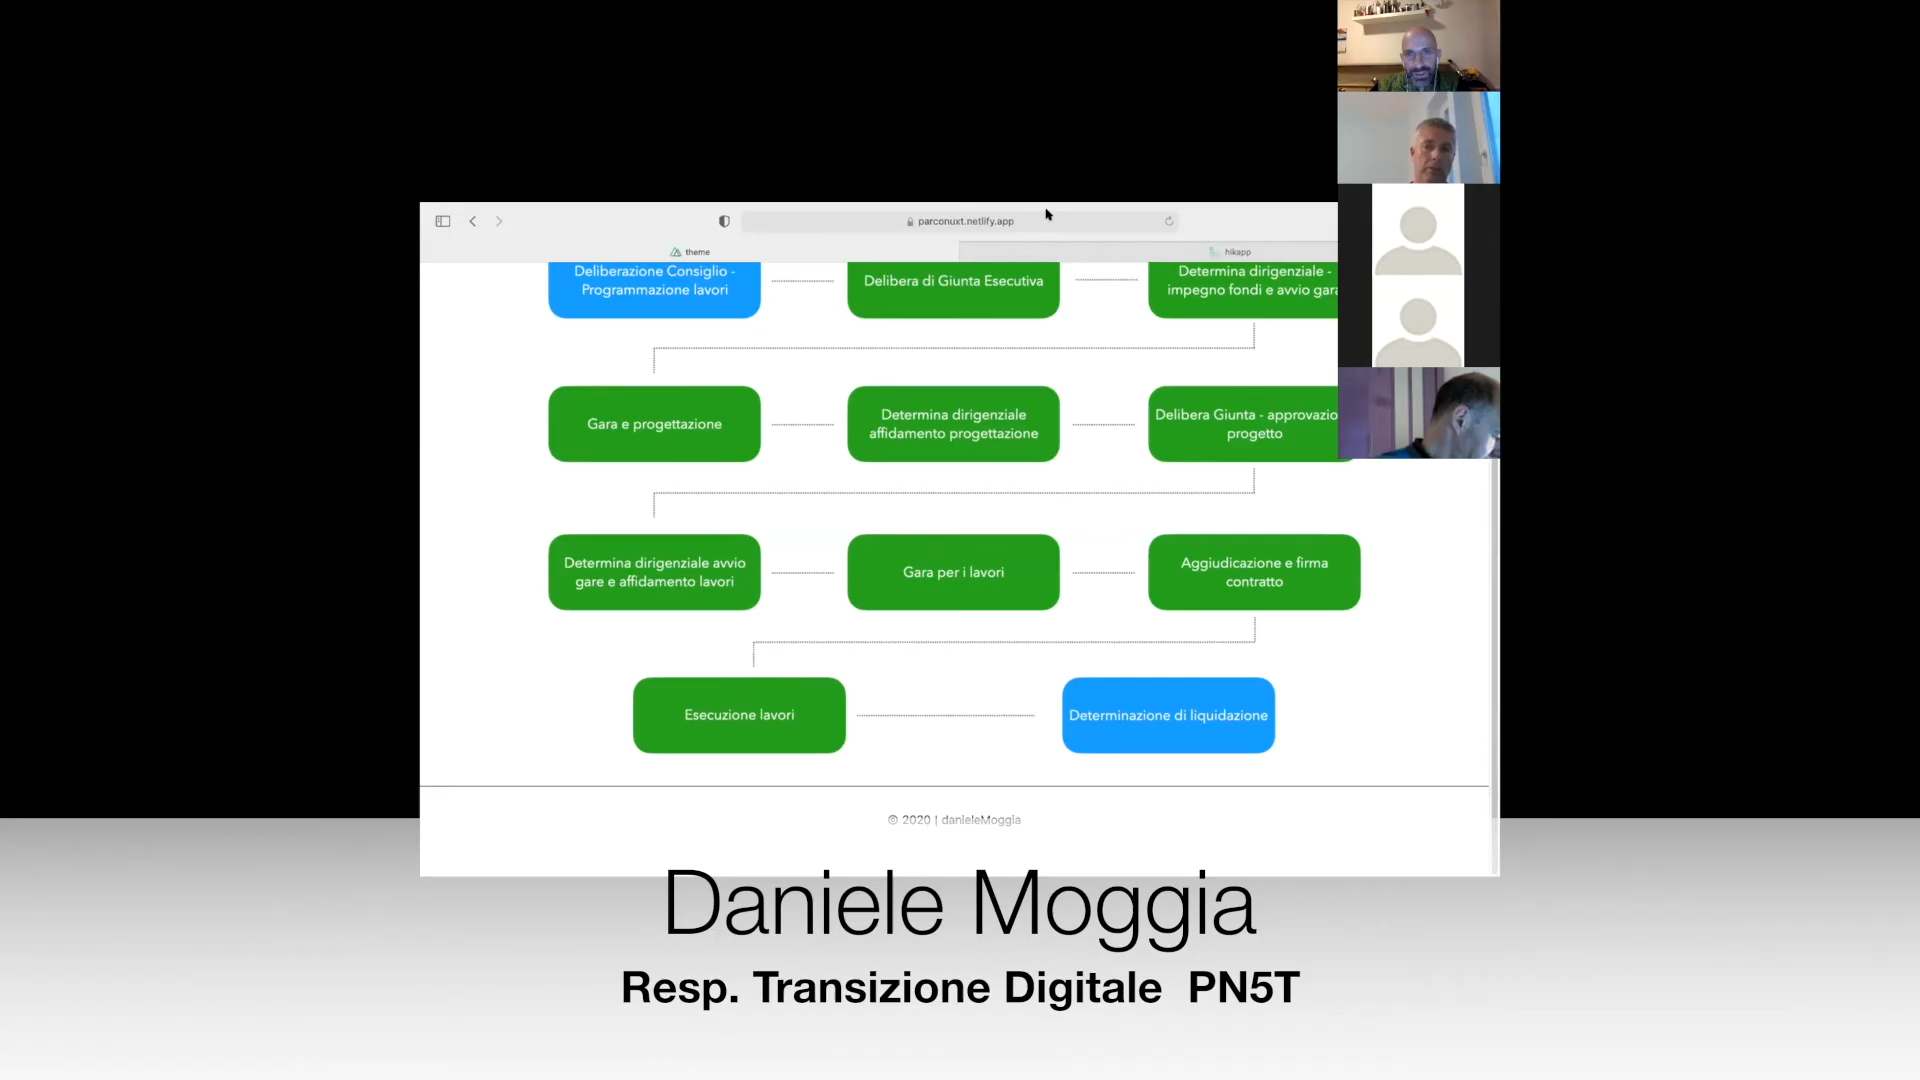 parconuxt.netlify.app
theme
hikapp
Deliberazione Consiglio -
Programmazione lavori
Delibera di Giunta Esecutiva
Determina dirigenziale -
impegno fondi e avvio gara
Gara e progettazione
Determina dirigenziale
affidamento progettazione
Delibera Giunta - approvazio
progetto
Determina dirigenziale avvio
gare e affidamento lavori
Gara per i lavori
Aggiudicazione e firma
contratto
Esecuzione lavori
Determinazione di liquidazione
© 2020 | danieleMoggia
Daniele Moggia
Resp. Transizione Digitale PN5T